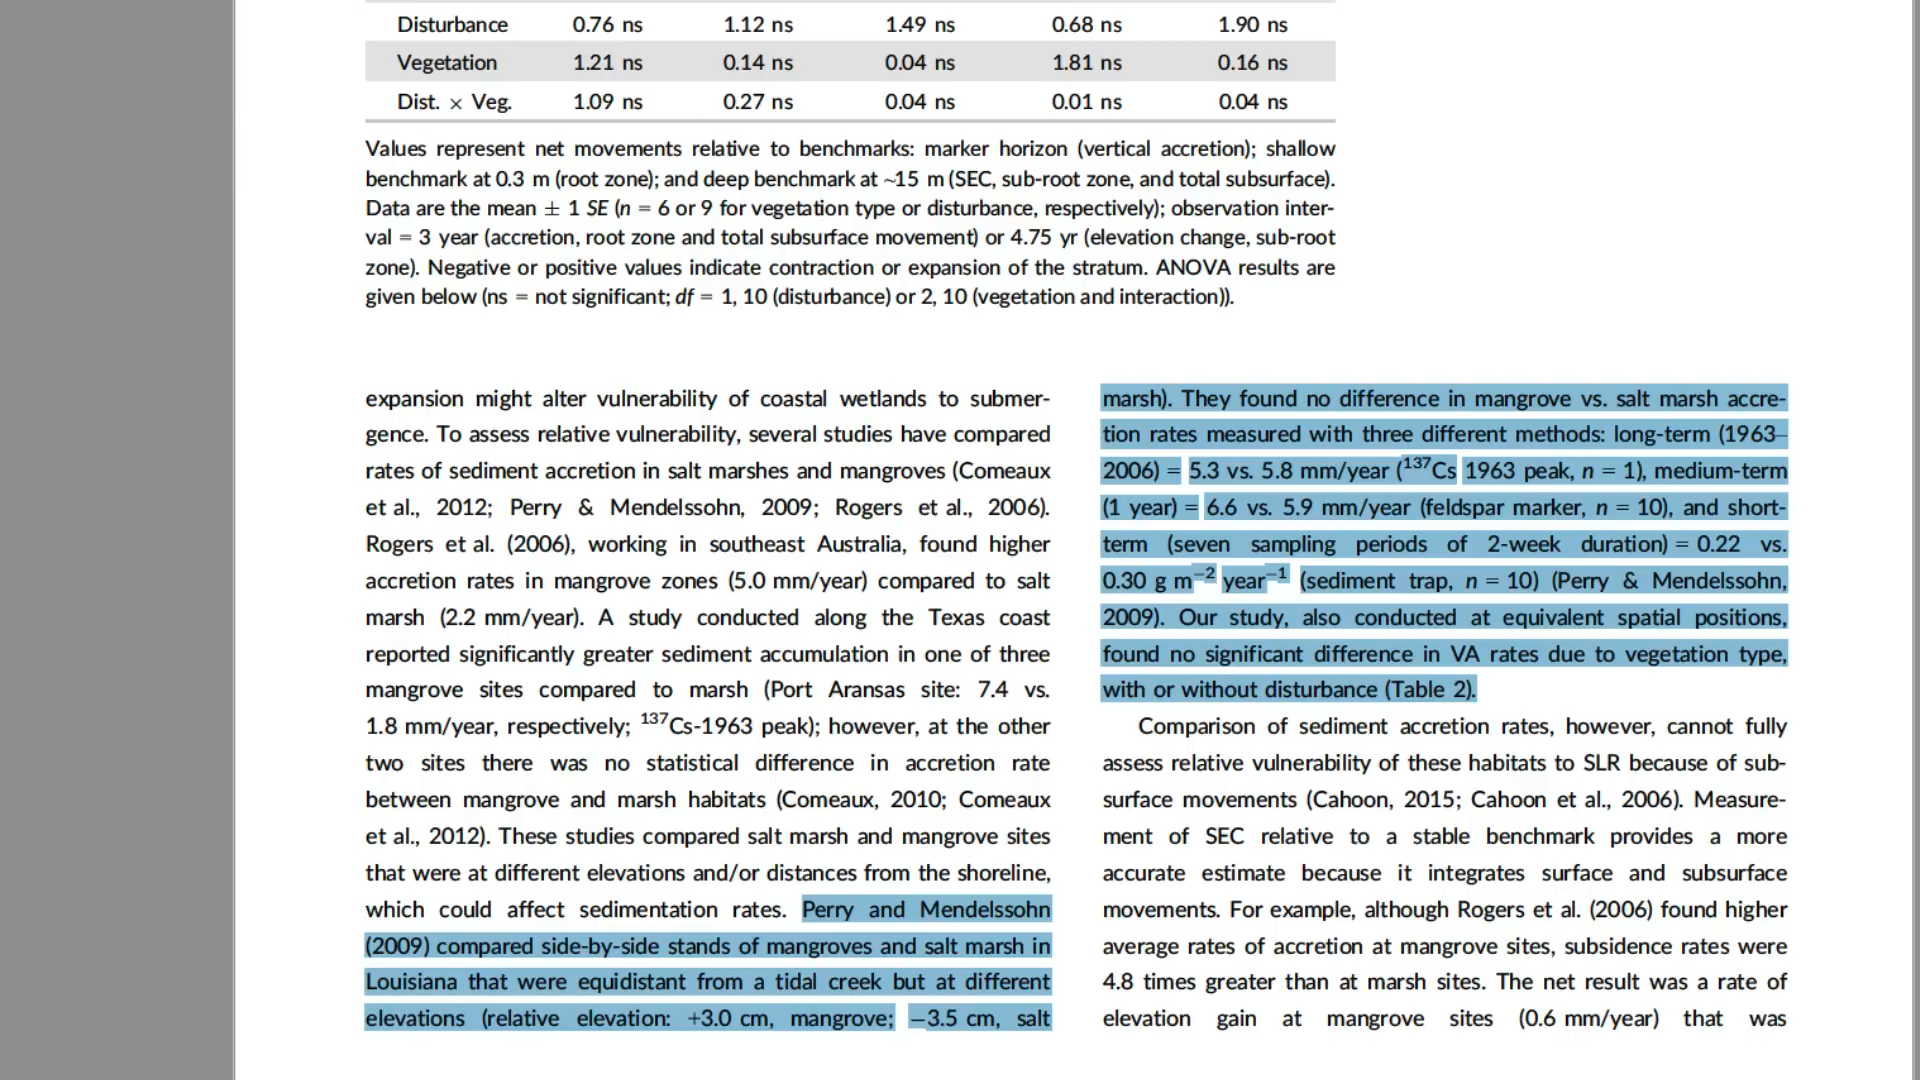 Disturbance 0.76 ns 1.12 ns 1.49 ns 0.68 ns 1.90 ns
Vegetation 1.21 ns 0.14 ns 0.04 ns 1.81 ns 0.16 ns
Dist. × Veg. 1.09 ns 0.27 ns 0.04 ns 0.01 ns 0.04 ns
Values represent net movements relative to benchmarks: marker horizon (vertical accretion); shallow
benchmark at 0.3 m (root zone); and deep benchmark at ~15 m (SEC, sub-root zone, and total subsurface).
Data are the mean ± 1 SE (n = 6 or 9 for vegetation type or disturbance, respectively); observation inter-
val = 3 year (accretion, root zone and total subsurface movement) or 4.75 yr (elevation change, sub-root
zone). Negative or positive values indicate contraction or expansion of the stratum. ANOVA results are
given below (ns = not significant; df = 1, 10 (disturbance) or 2, 10 (vegetation and interaction)).
expansion might alter vulnerability of coastal wetlands to submer-
gence. To assess relative vulnerability, several studies have compared
rates of sediment accretion in salt marshes and mangroves (Comeaux
et al., 2012; Perry & Mendelssohn, 2009; Rogers et al., 2006).
Rogers et al. (2006), working in southeast Australia, found higher
accretion rates in mangrove zones (5.0 mm/year) compared to salt
marsh (2.2 mm/year). A study conducted along the Texas coast
reported significantly greater sediment accumulation in one of three
mangrove sites compared to marsh (Port Aransas site: 7.4 vs.
1.8 mm/year, respectively; ¹³⁷Cs-1963 peak); however, at the other
two sites there was no statistical difference in accretion rate
between mangrove and marsh habitats (Comeaux, 2010; Comeaux
et al., 2012). These studies compared salt marsh and mangrove sites
that were at different elevations and/or distances from the shoreline,
which could affect sedimentation rates. Perry and Mendelssohn
(2009) compared side-by-side stands of mangroves and salt marsh in
Louisiana that were equidistant from a tidal creek but at different
elevations (relative elevation: +3.0 cm, mangrove; −3.5 cm, salt
marsh). They found no difference in mangrove vs. salt marsh accre-
tion rates measured with three different methods: long-term (1963–
2006) = 5.3 vs. 5.8 mm/year (¹³⁷Cs 1963 peak, n = 1), medium-term
(1 year) = 6.6 vs. 5.9 mm/year (feldspar marker, n = 10), and short-
term (seven sampling periods of 2-week duration) = 0.22 vs.
0.30 g m⁻² year⁻¹ (sediment trap, n = 10) (Perry & Mendelssohn,
2009). Our study, also conducted at equivalent spatial positions,
found no significant difference in VA rates due to vegetation type,
with or without disturbance (Table 2).
Comparison of sediment accretion rates, however, cannot fully
assess relative vulnerability of these habitats to SLR because of sub-
surface movements (Cahoon, 2015; Cahoon et al., 2006). Measure-
ment of SEC relative to a stable benchmark provides a more
accurate estimate because it integrates surface and subsurface
movements. For example, although Rogers et al. (2006) found higher
average rates of accretion at mangrove sites, subsidence rates were
4.8 times greater than at marsh sites. The net result was a rate of
elevation gain at mangrove sites (0.6 mm/year) that was